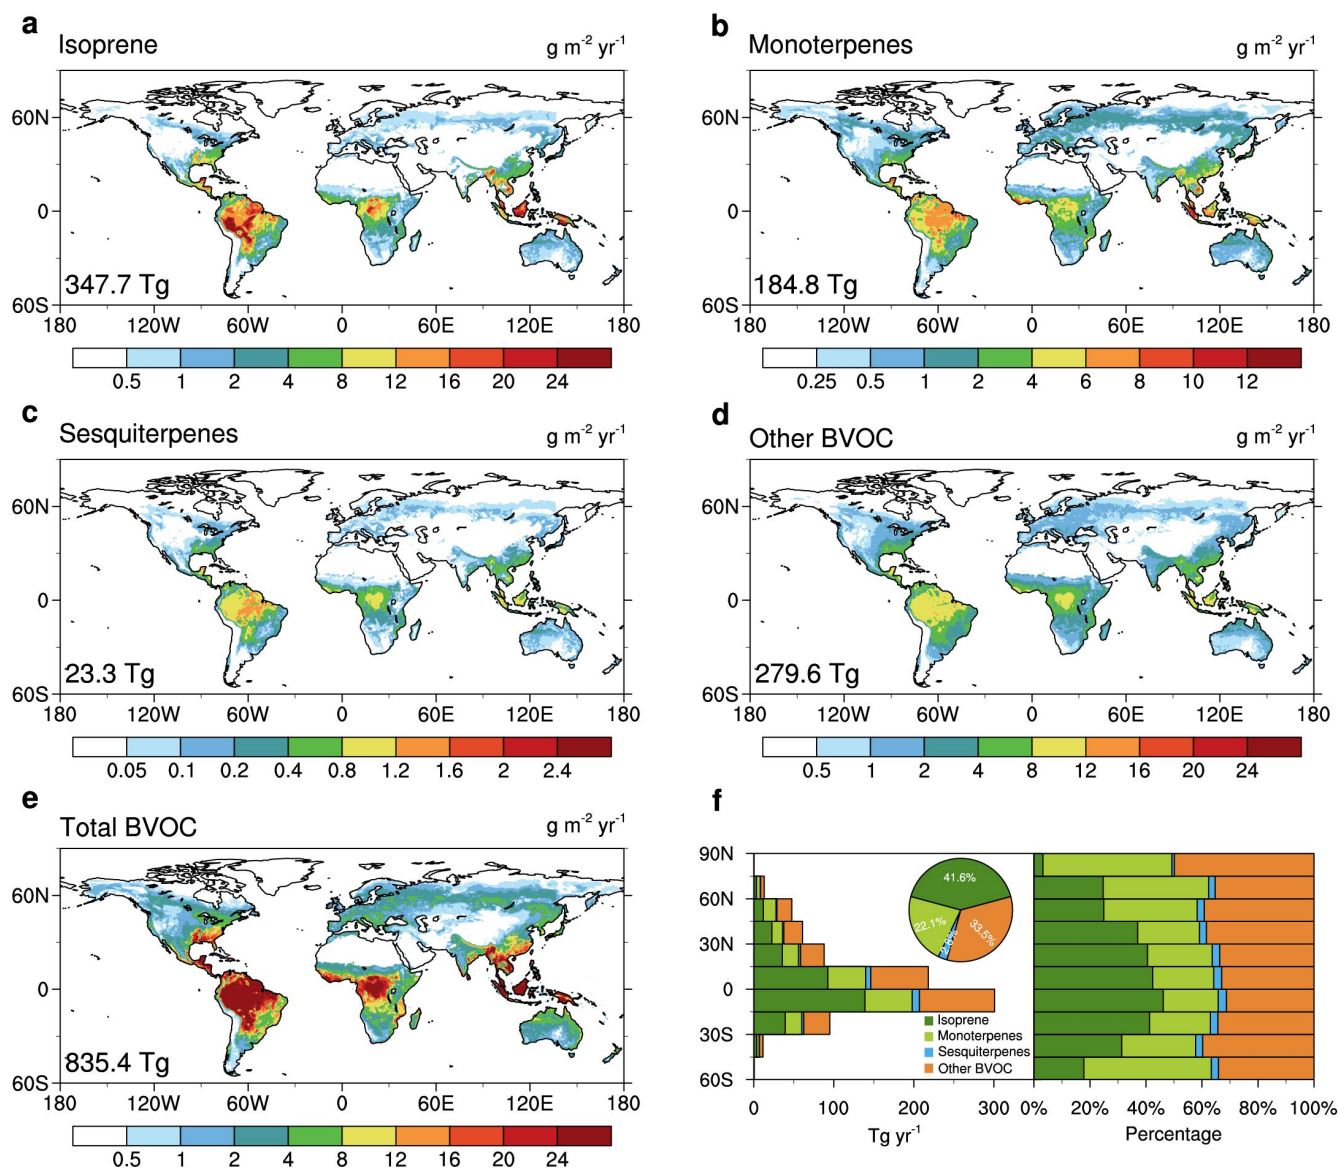 a
Isoprene
g m⁻² yr⁻¹
60N
0
60S
347.7 Tg
180 120W 60W 0 60E 120E 180
0.5 1 2 4 8 12 16 20 24
b
Monoterpenes
g m⁻² yr⁻¹
60N
0
60S
184.8 Tg
180 120W 60W 0 60E 120E 180
0.25 0.5 1 2 4 6 8 10 12
c
Sesquiterpenes
g m⁻² yr⁻¹
60N
0
60S
23.3 Tg
180 120W 60W 0 60E 120E 180
0.05 0.1 0.2 0.4 0.8 1.2 1.6 2 2.4
d
Other BVOC
g m⁻² yr⁻¹
60N
0
60S
279.6 Tg
180 120W 60W 0 60E 120E 180
0.5 1 2 4 8 12 16 20 24
e
Total BVOC
g m⁻² yr⁻¹
60N
0
60S
835.4 Tg
180 120W 60W 0 60E 120E 180
0.5 1 2 4 8 12 16 20 24
f
90N
60N
30N
0
30S
60S
41.6%
22.1%
2.8%
33.5%
Isoprene
Monoterpenes
Sesquiterpenes
Other BVOC
0 100 200 300
Tg yr⁻¹
0% 20% 40% 60% 80% 100%
Percentage